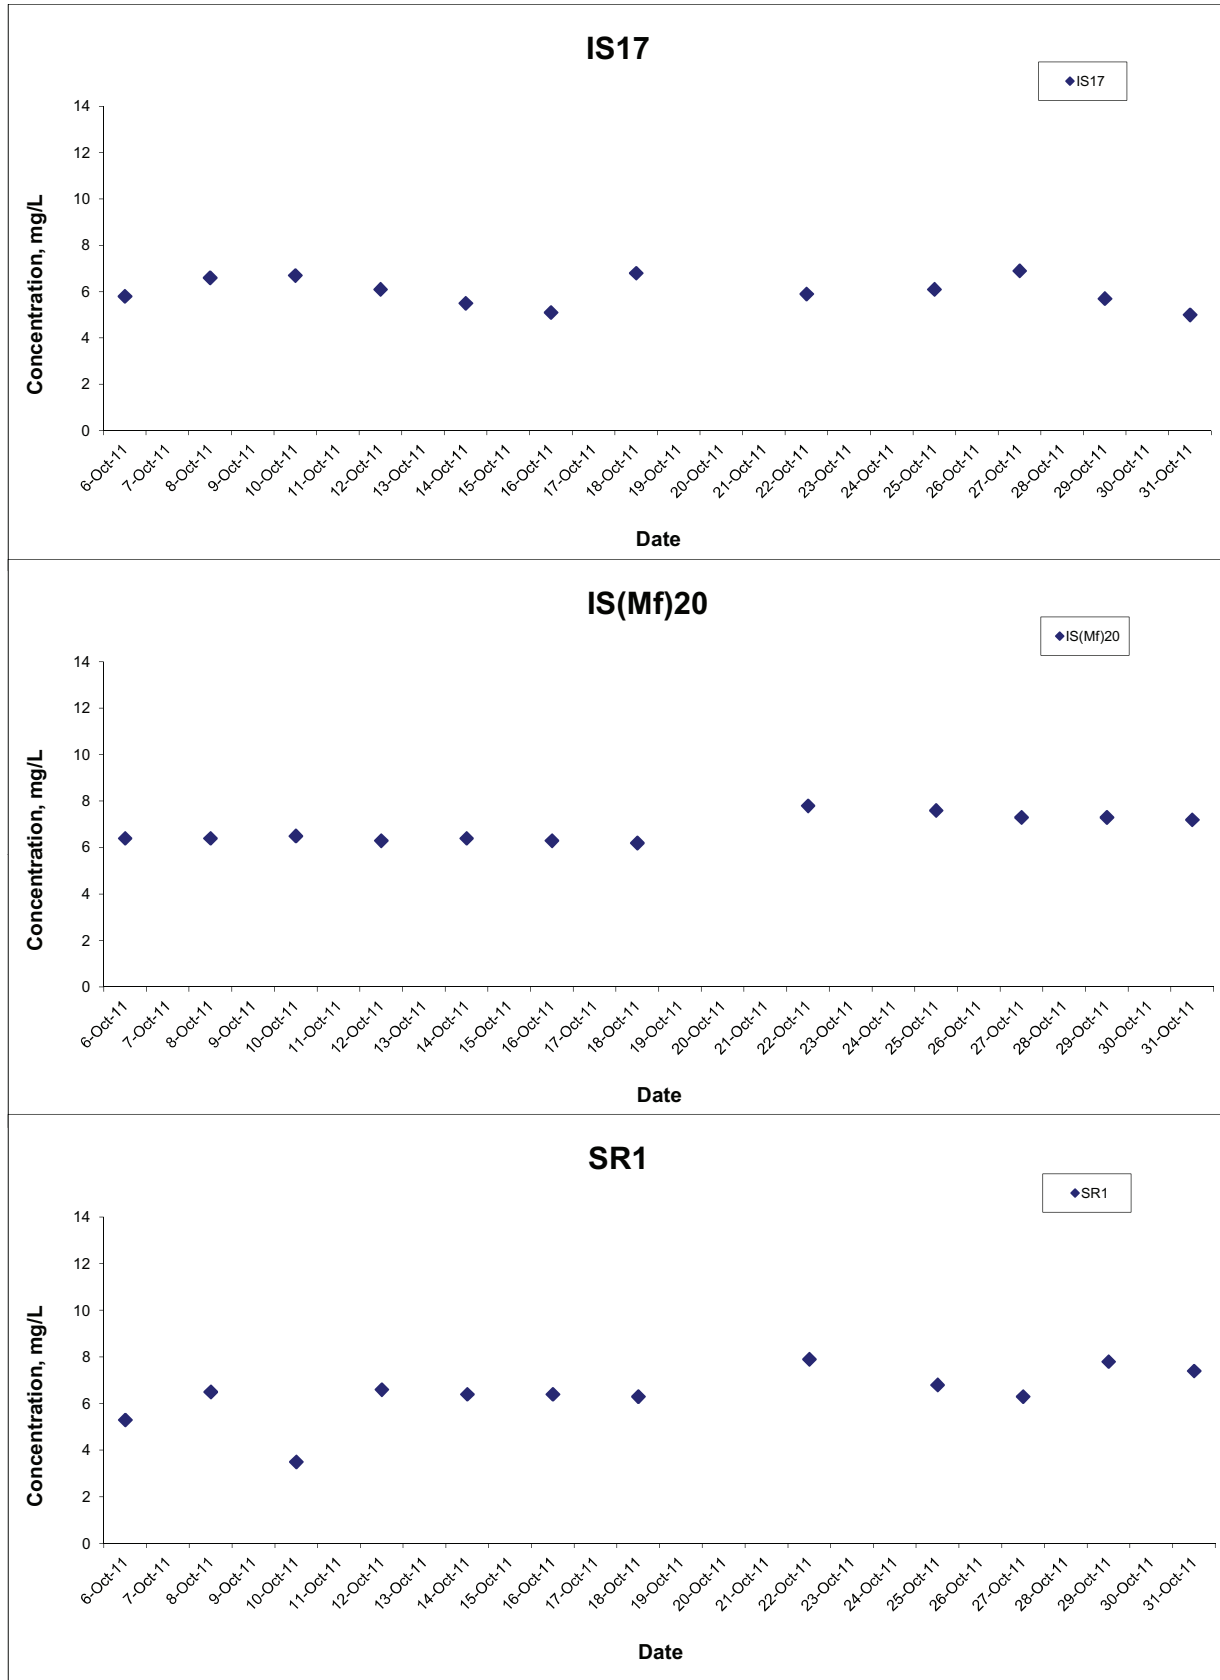 IS17
IS17
Concentration, mg/L
14
12
10
8
6
4
2
0
6-Oct-11
7-Oct-11
8-Oct-11
9-Oct-11
10-Oct-11
11-Oct-11
12-Oct-11
13-Oct-11
14-Oct-11
15-Oct-11
16-Oct-11
17-Oct-11
18-Oct-11
19-Oct-11
20-Oct-11
21-Oct-11
22-Oct-11
23-Oct-11
24-Oct-11
25-Oct-11
26-Oct-11
27-Oct-11
28-Oct-11
29-Oct-11
30-Oct-11
31-Oct-11
Date
IS(Mf)20
IS(Mf)20
Concentration, mg/L
14
12
10
8
6
4
2
0
6-Oct-11
7-Oct-11
8-Oct-11
9-Oct-11
10-Oct-11
11-Oct-11
12-Oct-11
13-Oct-11
14-Oct-11
15-Oct-11
16-Oct-11
17-Oct-11
18-Oct-11
19-Oct-11
20-Oct-11
21-Oct-11
22-Oct-11
23-Oct-11
24-Oct-11
25-Oct-11
26-Oct-11
27-Oct-11
28-Oct-11
29-Oct-11
30-Oct-11
31-Oct-11
Date
SR1
SR1
Concentration, mg/L
14
12
10
8
6
4
2
0
6-Oct-11
7-Oct-11
8-Oct-11
9-Oct-11
10-Oct-11
11-Oct-11
12-Oct-11
13-Oct-11
14-Oct-11
15-Oct-11
16-Oct-11
17-Oct-11
18-Oct-11
19-Oct-11
20-Oct-11
21-Oct-11
22-Oct-11
23-Oct-11
24-Oct-11
25-Oct-11
26-Oct-11
27-Oct-11
28-Oct-11
29-Oct-11
30-Oct-11
31-Oct-11
Date